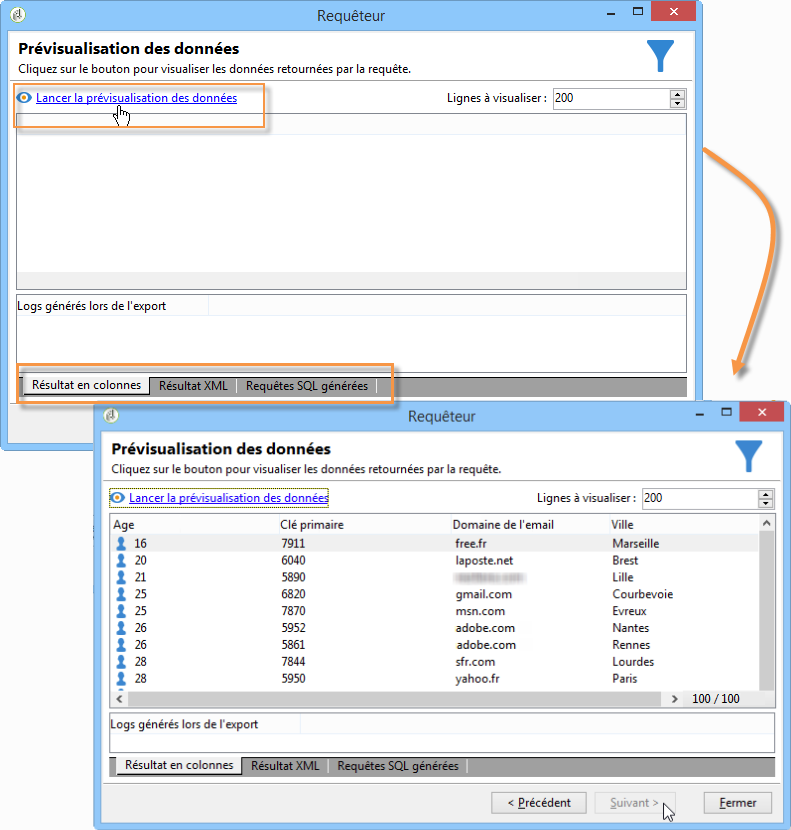 Requêteur
Prévisualisation des données
Cliquez sur le bouton pour visualiser les données retournées par la requête.
Lancer la prévisualisation des données Lignes à visualiser : 200
Logs générés lors de l'export
Résultat en colonnes Résultat XML Requêtes SQL générées
Requêteur
Prévisualisation des données
Cliquez sur le bouton pour visualiser les données retournées par la requête.
Lancer la prévisualisation des données Lignes à visualiser : 200
Age Clé primaire Domaine de l'email Ville
16 7911 free.fr Marseille
20 6040 laposte.net Brest
21 5890 Lille
25 6820 gmail.com Courbevoie
25 7870 msn.com Evreux
26 5952 adobe.com Nantes
26 5861 adobe.com Rennes
28 7844 sfr.com Lourdes
28 5950 yahoo.fr Paris
100 / 100
Logs générés lors de l'export
Résultat en colonnes Résultat XML Requêtes SQL générées
< Précédent Suivant > Fermer